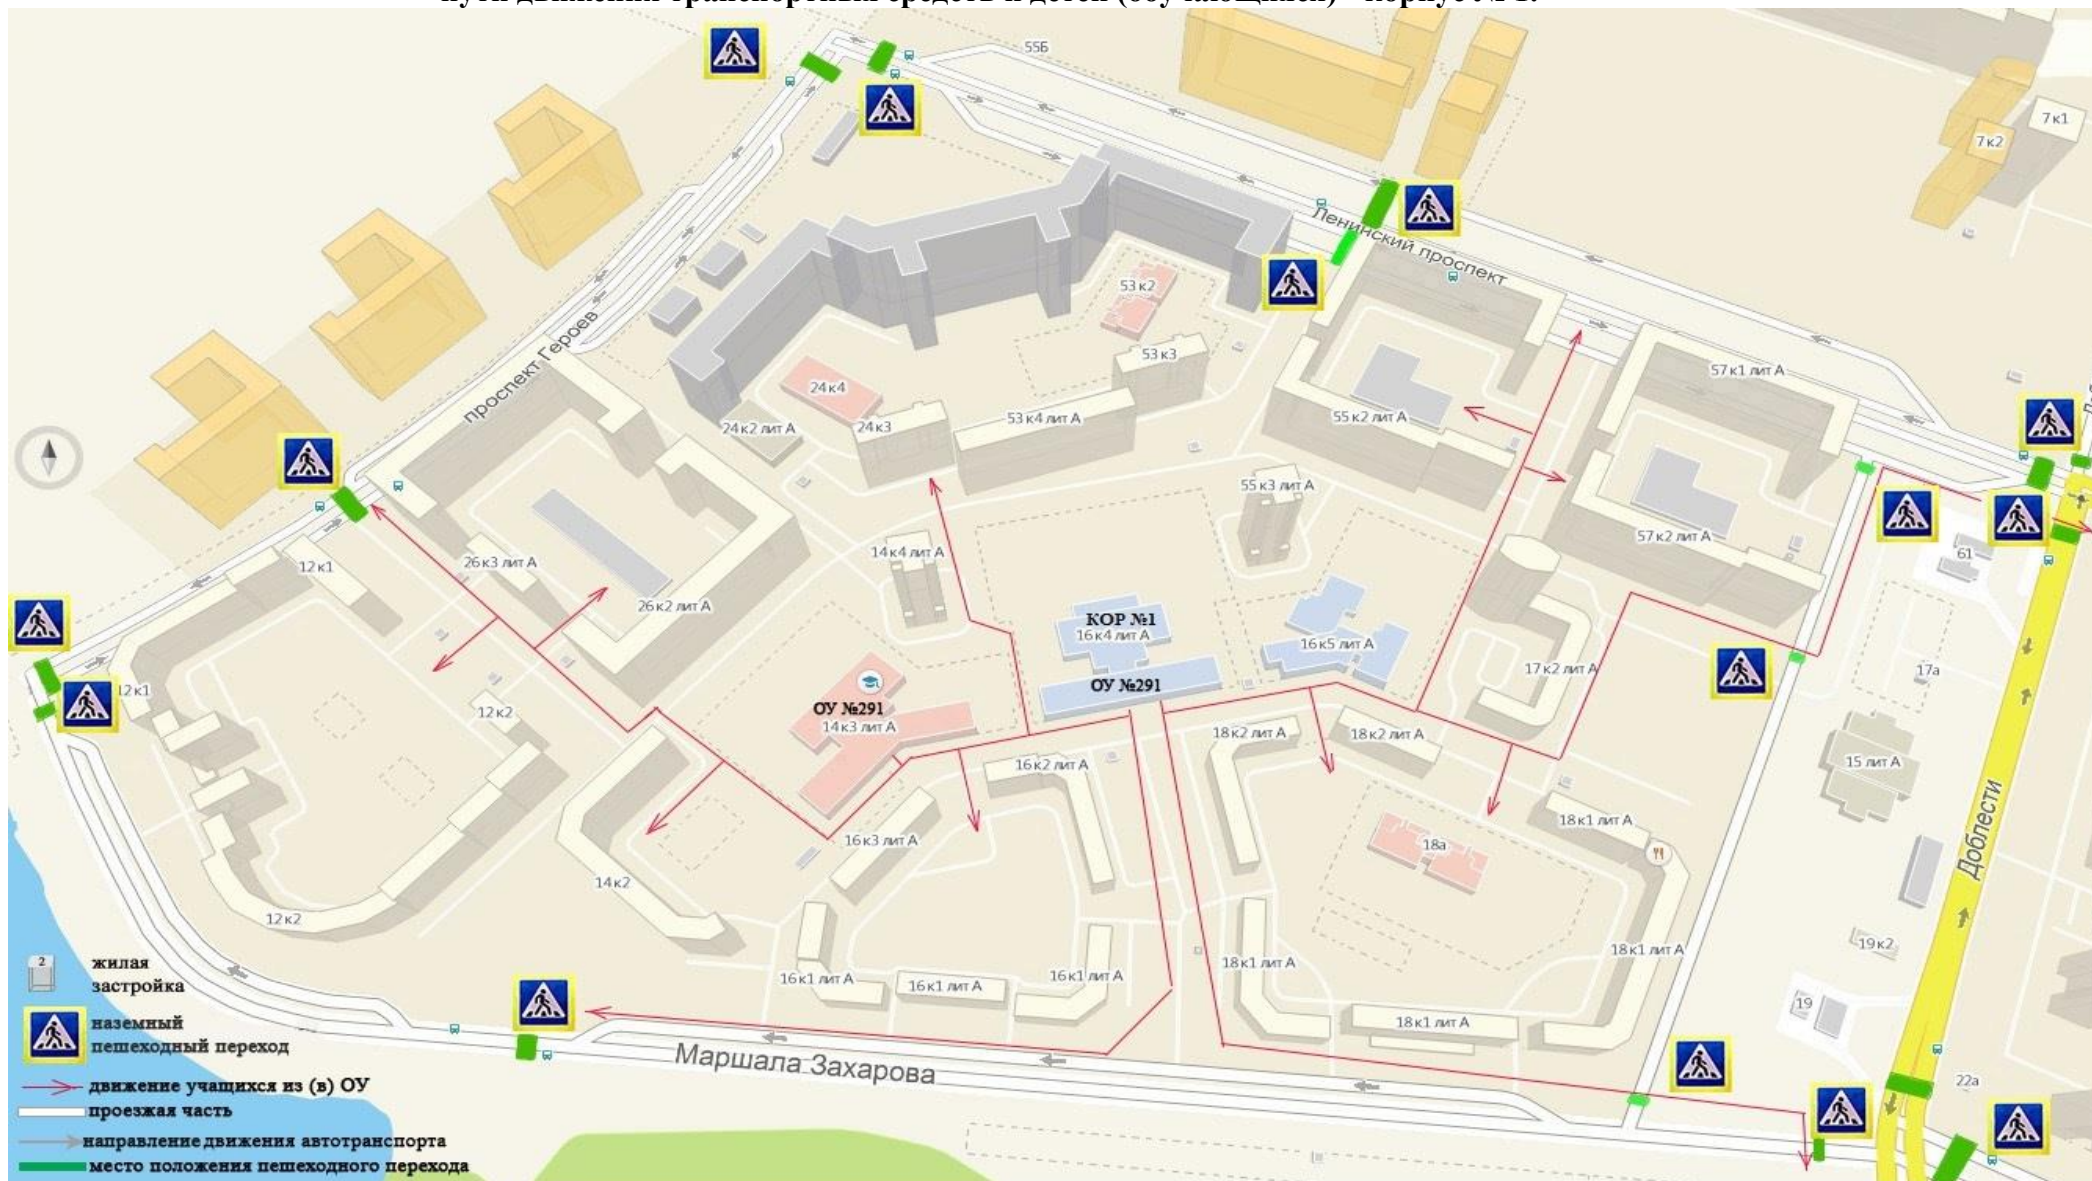 пути движения транспортных средств и детей (обучающихся) - корпус № 1.
55Б
7к1
7к2
Ленинский проспект
53к2
53к3
проспект Героев
24к4
57к1 лит А
24к2 лит А
24к3
53к4 лит А
55к2 лит А
55к3 лит А
57к2 лит А
14к4 лит А
61
12к1
26к3 лит А
26к2 лит А
КОР №1
16к4 лит А
16к5 лит А
17к2 лит А
17а
12к1
12к2
ОУ №291
ОУ №291
14к3 лит А
18к2 лит А
18к2 лит А
16к2 лит А
15 лит А
Доблести
18к1 лит А
16к3 лит А
18а
14к2
12к2
19к2
18к1 лит А
18к1 лит А
16к1 лит А
16к1 лит А
16к1 лит А
19
18к1 лит А
Маршала Захарова
22а
2
жилая
застройка
наземный
пешеходный переход
движение учащихся из (в) ОУ
проезжая часть
направление движения автотранспорта
место положения пешеходного перехода